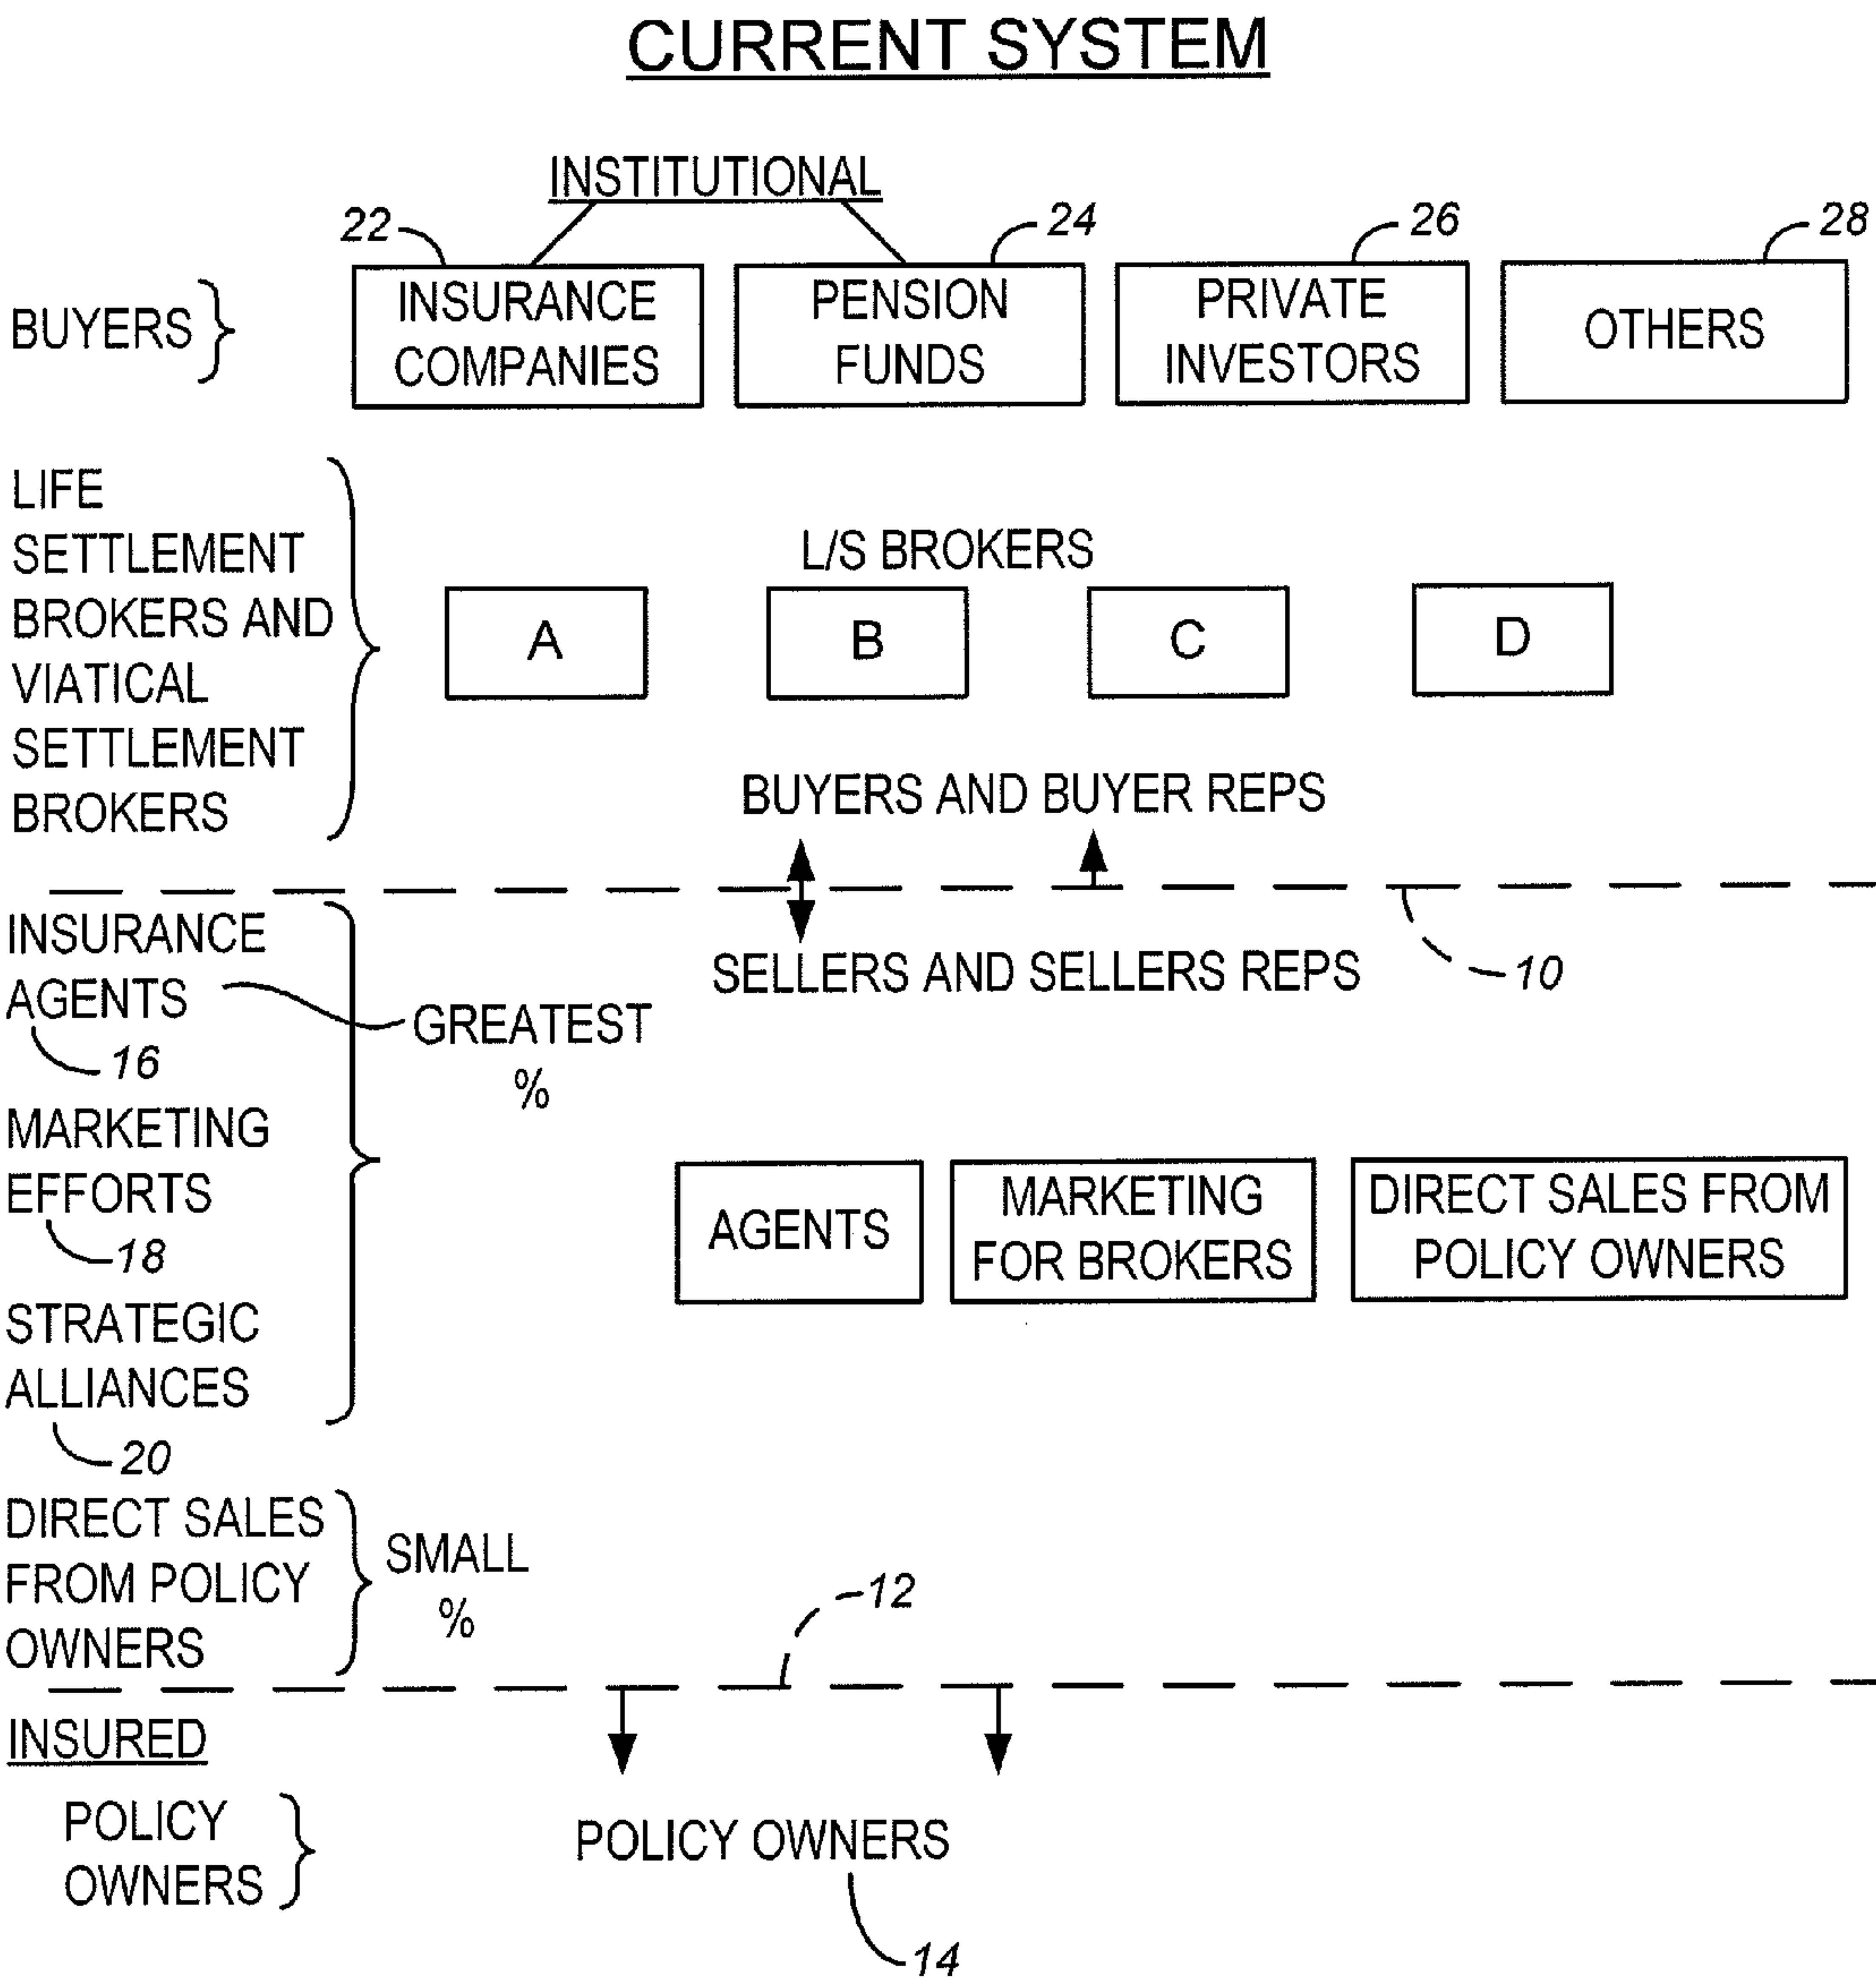 CURRENT SYSTEM
INSTITUTIONAL
22
24
26
28
BUYERS
INSURANCE
COMPANIES
PENSION
FUNDS
PRIVATE
INVESTORS
OTHERS
LIFE
SETTLEMENT
BROKERS AND
VIATICAL
SETTLEMENT
BROKERS
L/S BROKERS
A
B
C
D
BUYERS AND BUYER REPS
SELLERS AND SELLERS REPS
10
INSURANCE
AGENTS
16
GREATEST
%
MARKETING
EFFORTS
18
STRATEGIC
ALLIANCES
20
AGENTS
MARKETING
FOR BROKERS
DIRECT SALES FROM
POLICY OWNERS
DIRECT SALES
FROM POLICY
OWNERS
SMALL
%
12
INSURED
POLICY
OWNERS
POLICY OWNERS
14